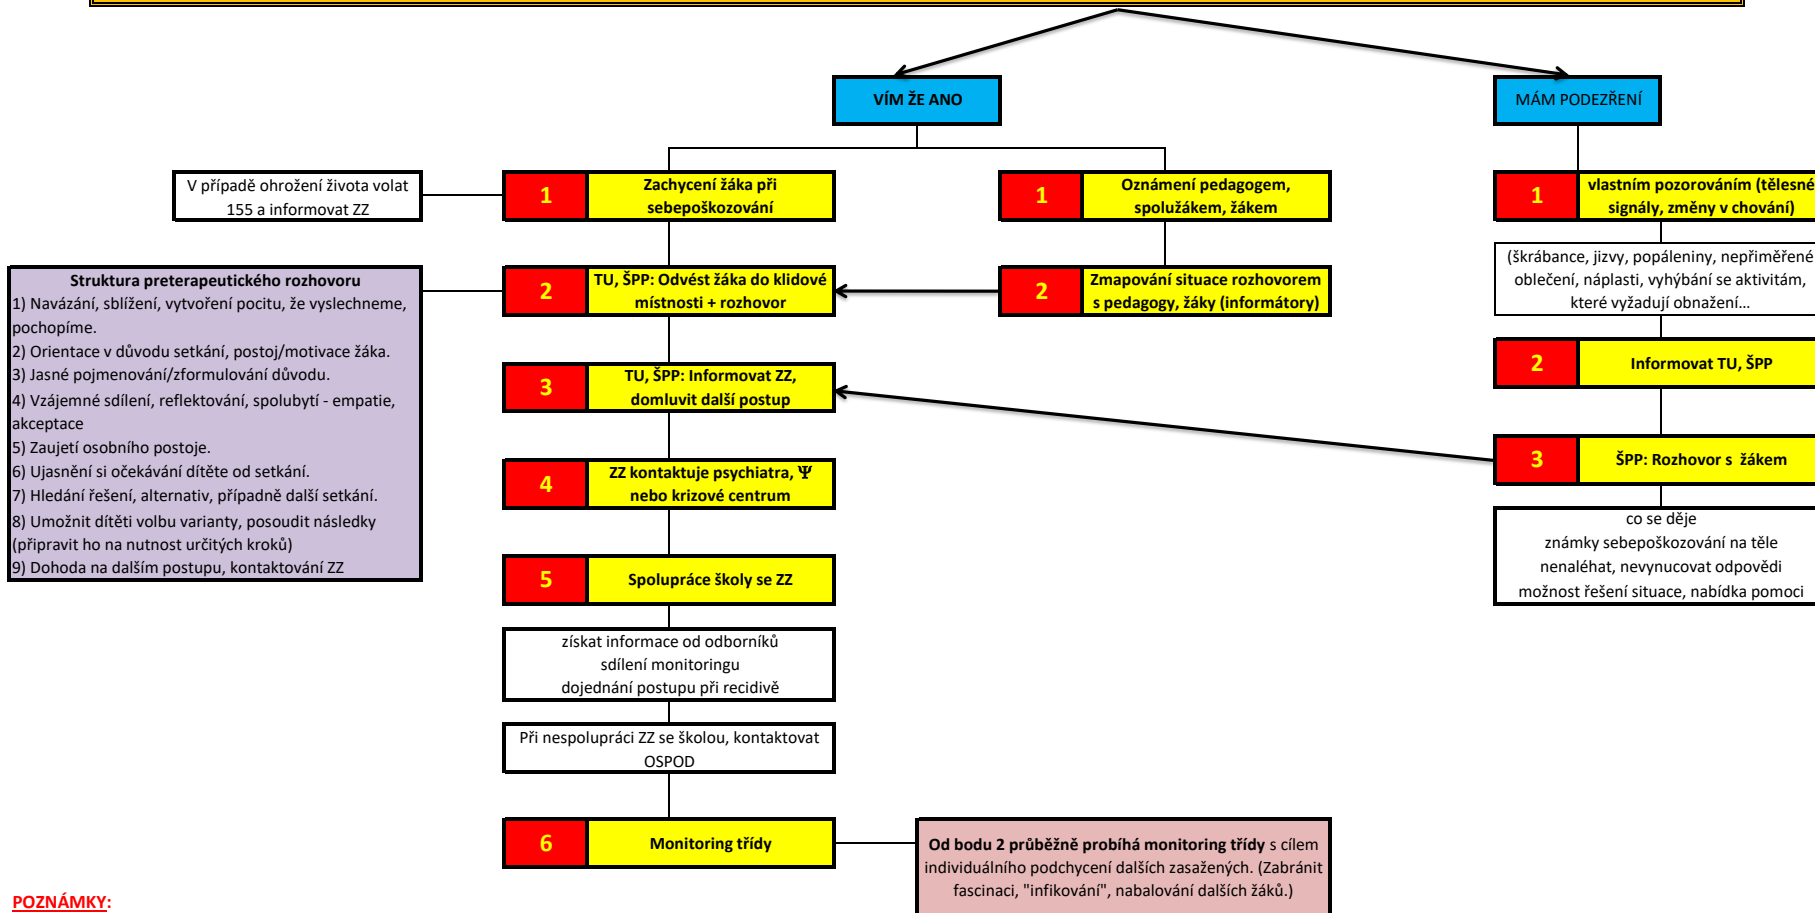 VÍM ŽE ANO
MÁM PODEZŘENÍ
V případě ohrožení života volat
155 a informovat ZZ
1
Zachycení žáka při
sebepoškozování
1
Oznámení pedagogem,
spolužákem, žákem
1
vlastním pozorováním (tělesné
signály, změny v chování)
(škrábance, jizvy, popáleniny, nepřiměřené
oblečení, náplasti, vyhýbání se aktivitám,
které vyžadují obnažení…
Struktura preterapeutického rozhovoru
1) Navázání, sblížení, vytvoření pocitu, že vyslechneme,
pochopíme.
2) Orientace v důvodu setkání, postoj/motivace žáka.
3) Jasné pojmenování/zformulování důvodu.
4) Vzájemné sdílení, reflektování, spolubytí - empatie,
akceptace
5) Zaujetí osobního postoje.
6) Ujasnění si očekávání dítěte od setkání.
7) Hledání řešení, alternativ, případně další setkání.
8) Umožnit dítěti volbu varianty, posoudit následky
(připravit ho na nutnost určitých kroků)
9) Dohoda na dalším postupu, kontaktování ZZ
2
TU, ŠPP: Odvést žáka do klidové
místnosti + rozhovor
2
Zmapování situace rozhovorem
s pedagogy, žáky (informátory)
2
Informovat TU, ŠPP
3
TU, ŠPP: Informovat ZZ,
domluvit další postup
3
ŠPP: Rozhovor s žákem
4
ZZ kontaktuje psychiatra, Ψ
nebo krizové centrum
co se děje
známky sebepoškozování na těle
nenaléhat, nevynucovat odpovědi
možnost řešení situace, nabídka pomoci
5
Spolupráce školy se ZZ
získat informace od odborníků
sdílení monitoringu
dojednání postupu při recidivě
Při nespolupráci ZZ se školou, kontaktovat
OSPOD
6
Monitoring třídy
Od bodu 2 průběžně probíhá monitoring třídy s cílem
individuálního podchycení dalších zasažených. (Zabránit
fascinaci, "infikování", nabalování dalších žáků.)
POZNÁMKY: